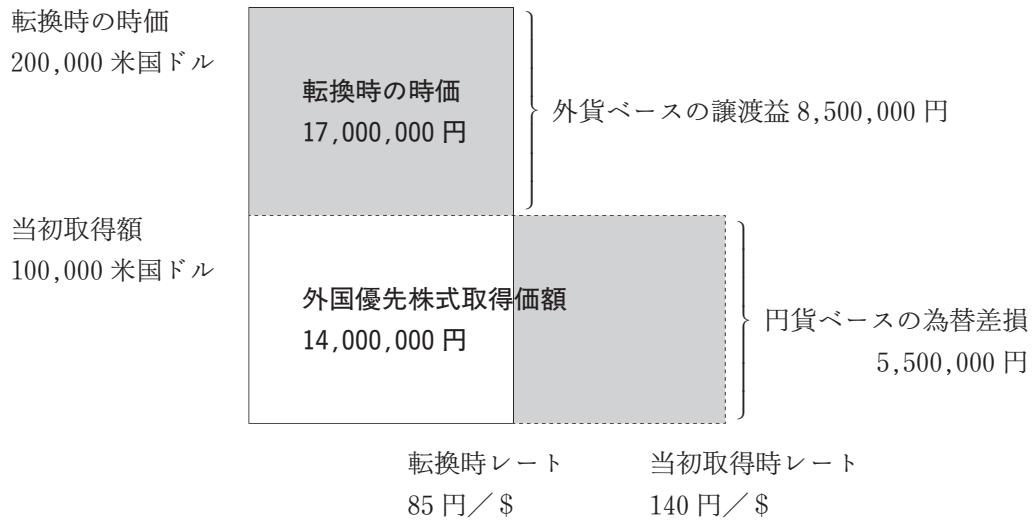 転換時の時価
200,000 米国ドル
転換時の時価
17,000,000 円
外貨ベースの譲渡益 8,500,000 円
当初取得額
100,000 米国ドル
外国優先株式取得価額
14,000,000 円
円貨ベースの為替差損
5,500,000 円
転換時レート
85 円／＄
当初取得時レート
140 円／＄